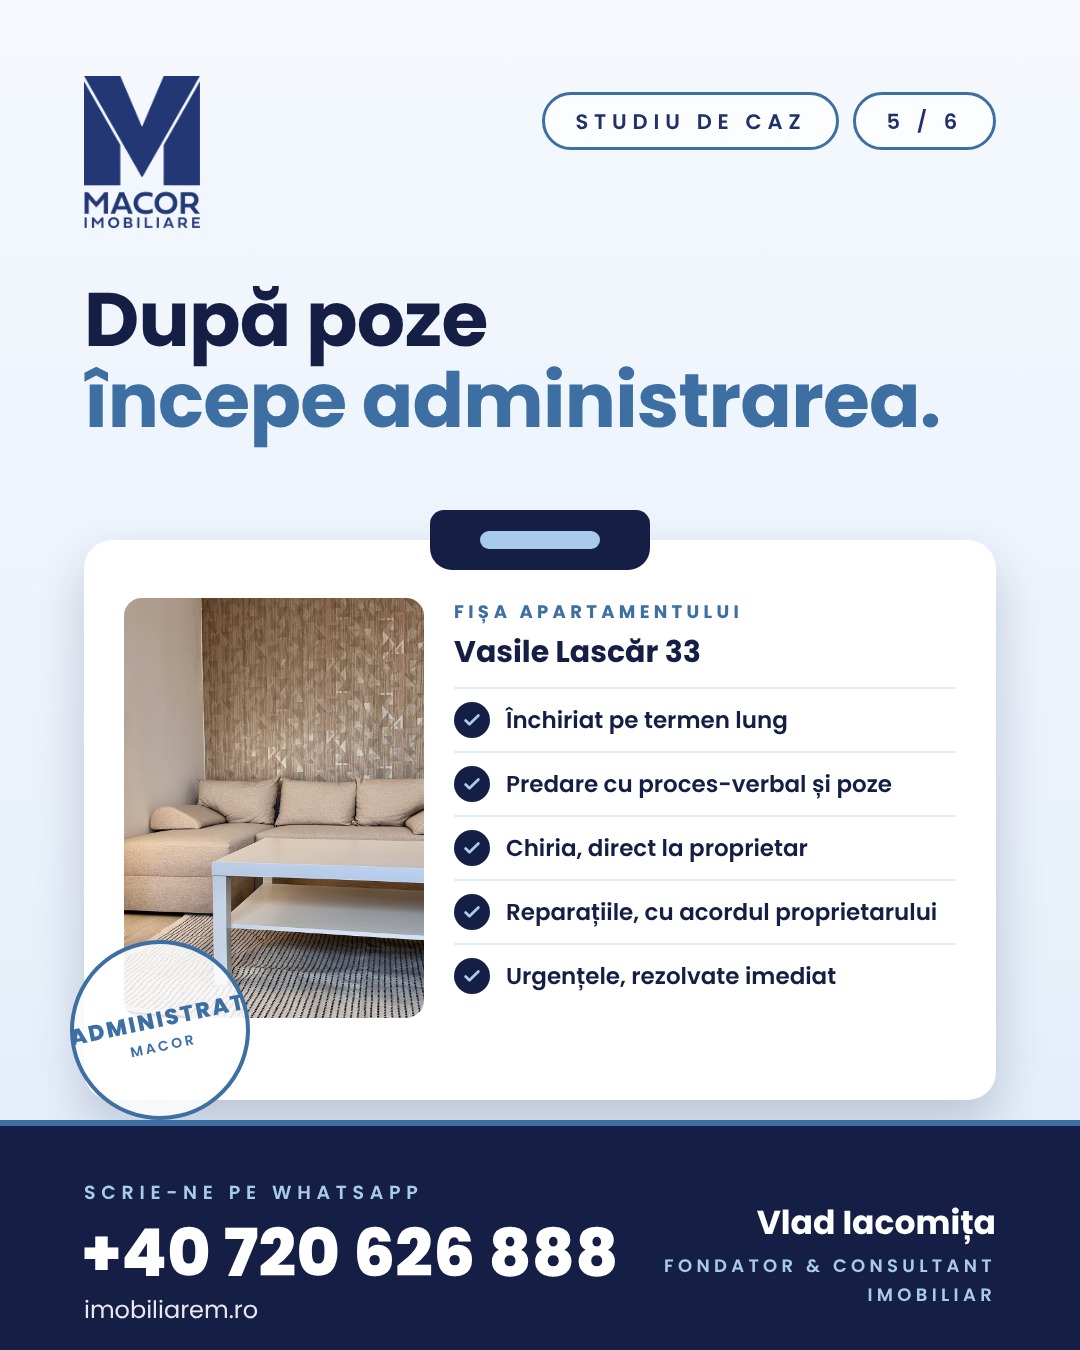 MACOR
IMOBILIARE
STUDIU DE CAZ
5 / 6
După poze
începe administrarea.
FIȘA APARTAMENTULUI
Vasile Lascăr 33
Închiriat pe termen lung
Predare cu proces-verbal și poze
Chiria, direct la proprietar
Reparațiile, cu acordul proprietarului
Urgențele, rezolvate imediat
ADMINISTRAT
MACOR
SCRIE-NE PE WHATSAPP
+40 720 626 888
imobiliarem.ro
Vlad Iacomița
FONDATOR & CONSULTANT
IMOBILIAR